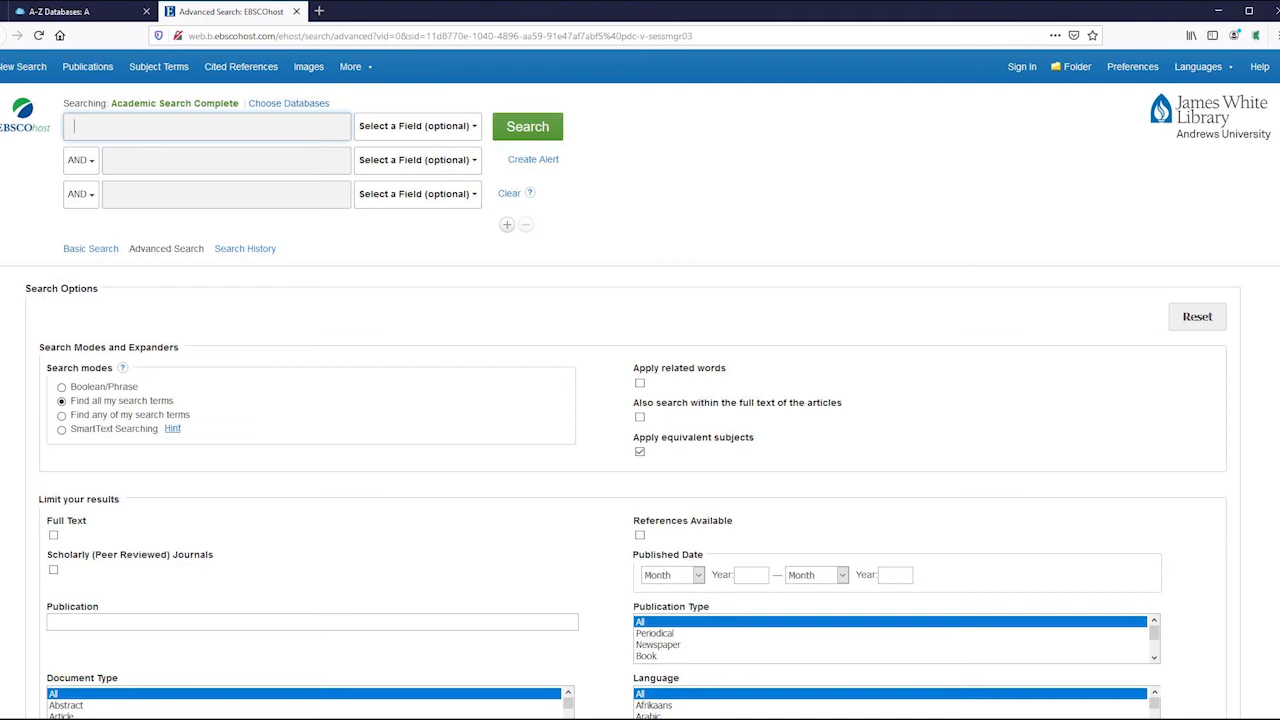 A-Z Databases: A
Advanced Search: EBSCOhost
web.b.ebscohost.com/ehost/search/advanced?vid=0&sid=11d8770e-1040-4896-aa59-91e47af7abf5%40pdc-v-sessmgr03
New Search Publications Subject Terms Cited References Images More Sign In Folder Preferences Languages Help
Searching: Academic Search Complete Choose Databases
EBSCOhost
Select a Field (optional) Search
AND Select a Field (optional) Create Alert
AND Select a Field (optional) Clear ?
James White
Library
Andrews University
Basic Search Advanced Search Search History
Search Options
Reset
Search Modes and Expanders
Search modes ?
Boolean/Phrase
Find all my search terms
Find any of my search terms
SmartText Searching Hint
Apply related words
Also search within the full text of the articles
Apply equivalent subjects
Limit your results
Full Text
Scholarly (Peer Reviewed) Journals
Publication
Document Type
All
Abstract
Article
References Available
Published Date
Month Year: — Month Year:
Publication Type
All
Periodical
Newspaper
Book
Language
All
Afrikaans
Arabic